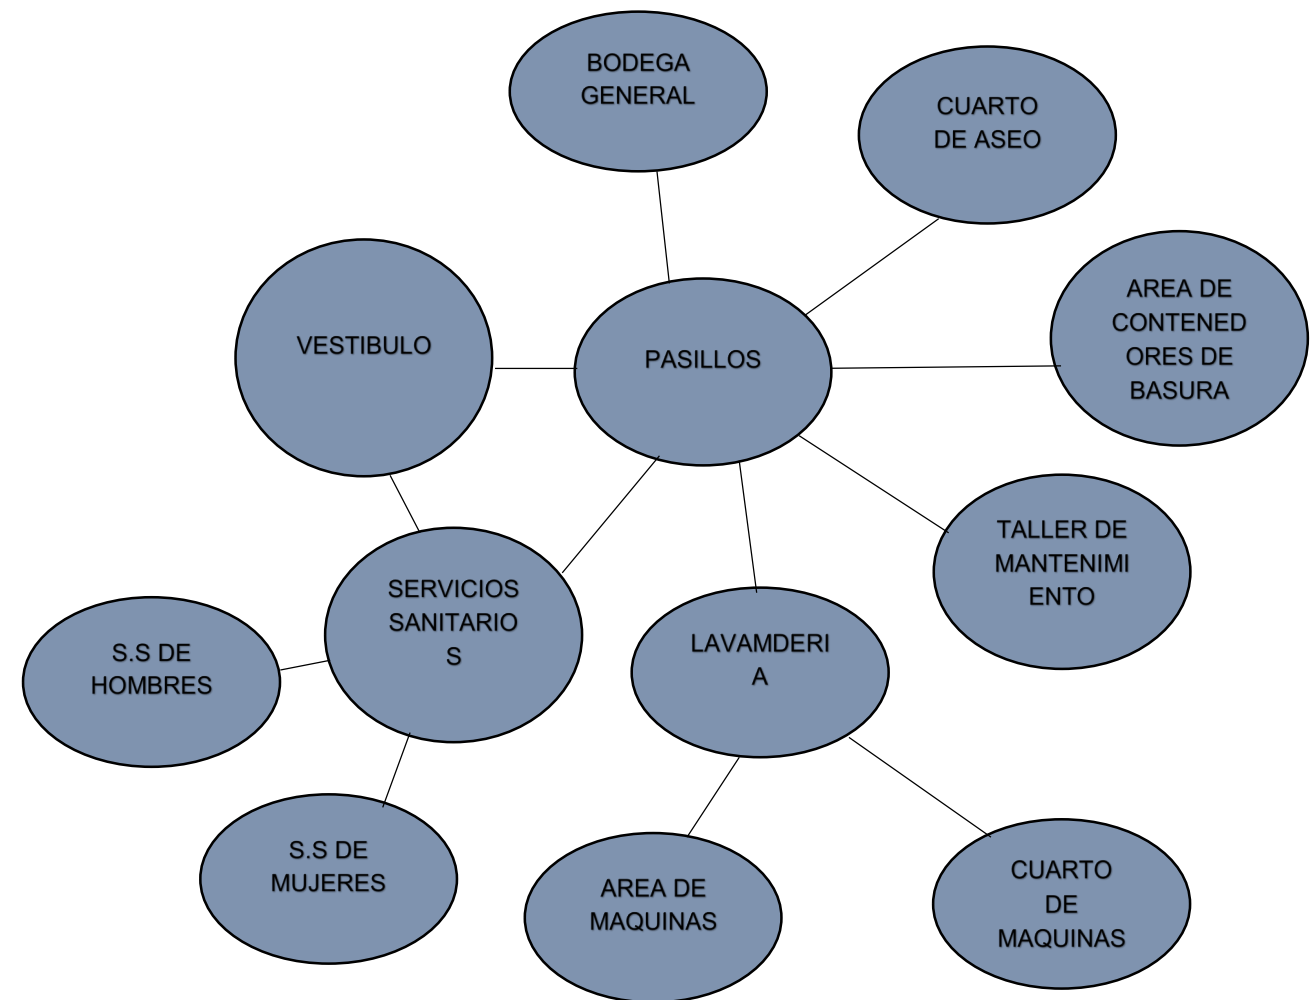 BODEGA
GENERAL
CUARTO
DE ASEO
AREA DE
CONTENED
ORES DE
BASURA
VESTIBULO
PASILLOS
TALLER DE
MANTENIMI
ENTO
SERVICIOS
SANITARIO
S
LAVAMDERI
A
S.S DE
HOMBRES
S.S DE
MUJERES
AREA DE
MAQUINAS
CUARTO
DE
MAQUINAS